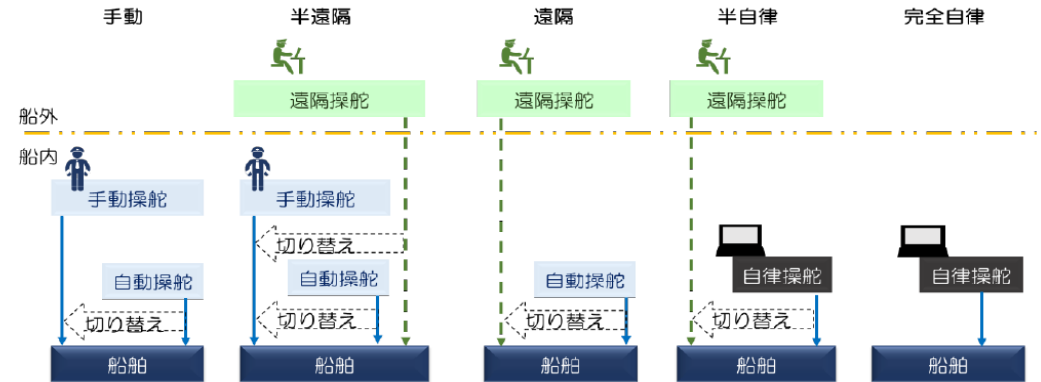 手動
半遠隔
遠隔
半自律
完全自律
遠隔操舵
遠隔操舵
遠隔操舵
船外
船内
手動操舵
手動操舵
切り替え
自動操舵
自動操舵
自動操舵
自律操舵
自律操舵
切り替え
切り替え
切り替え
切り替え
船舶
船舶
船舶
船舶
船舶